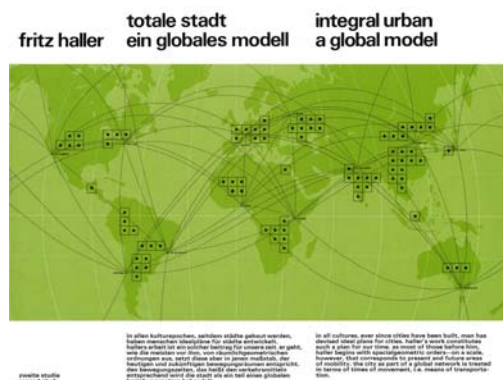 fritz haller
totale stadt
ein globales modell
integral urban
a global model
in allen kulturepochen, seitdem städte gebaut werden,
haben menschen idealpläne für städte entwickelt.
hallers arbeit ist ein solcher beitrag für unsere zeit. er geht,
wie die meisten vor ihm, von räumlichgeometrischen
ordnungen aus, setzt diese aber in jenen maßstab, der
heutigen und zukünftigen bewegungsräumen entspricht.
den bewegungszeiten, das heißt den verkehrsmitteln
entsprechend wird die stadt als ein teil eines globalen
in all cultures, ever since cities have been built, man has
devised ideal plans for cities. haller's work constitutes
such a plan for our time. as most of those before him,
haller begins with spatialgeometric orders—on a scale,
however, that corresponds to present and future areas
of mobility. the city as part of a global network is treated
in terms of times of movement, i.e. means of transporta-
tion.
zweite studie